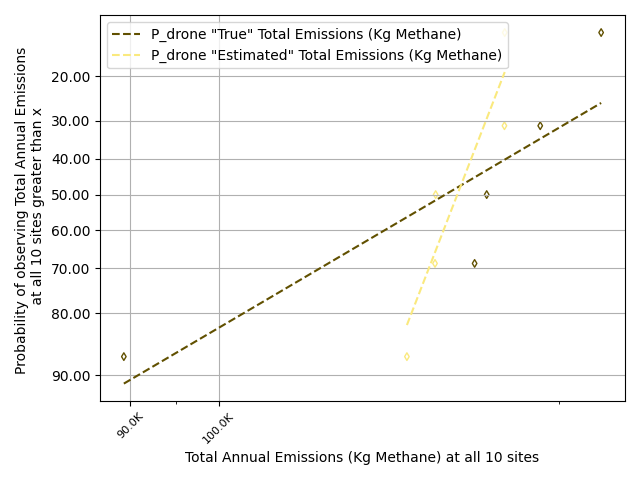 P_drone "True" Total Emissions (Kg Methane)
P_drone "Estimated" Total Emissions (Kg Methane)
Probability of observing Total Annual Emissions
at all 10 sites greater than x
20.00
30.00
40.00
50.00
60.00
70.00
80.00
90.00
90.0K
100.0K
Total Annual Emissions (Kg Methane) at all 10 sites